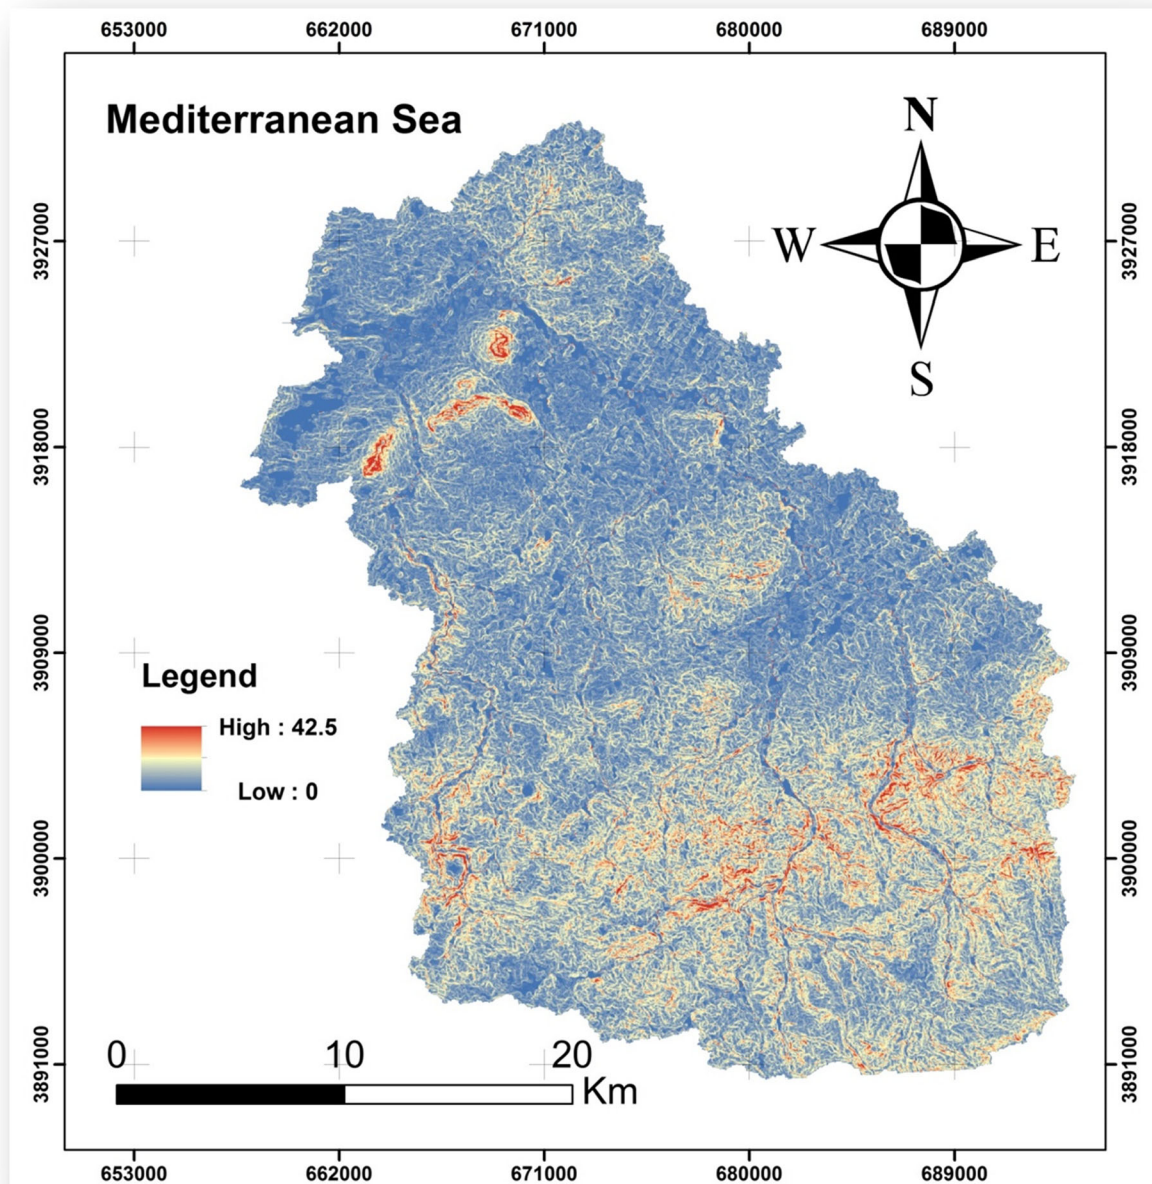 653000 662000 671000 680000 689000
Mediterranean Sea
N
W E
S
3927000 3927000
3918000 3918000
3909000 3909000
Legend
High : 42.5
Low : 0
3900000 3900000
3891000 3891000
0 10 20
Km
653000 662000 671000 680000 689000